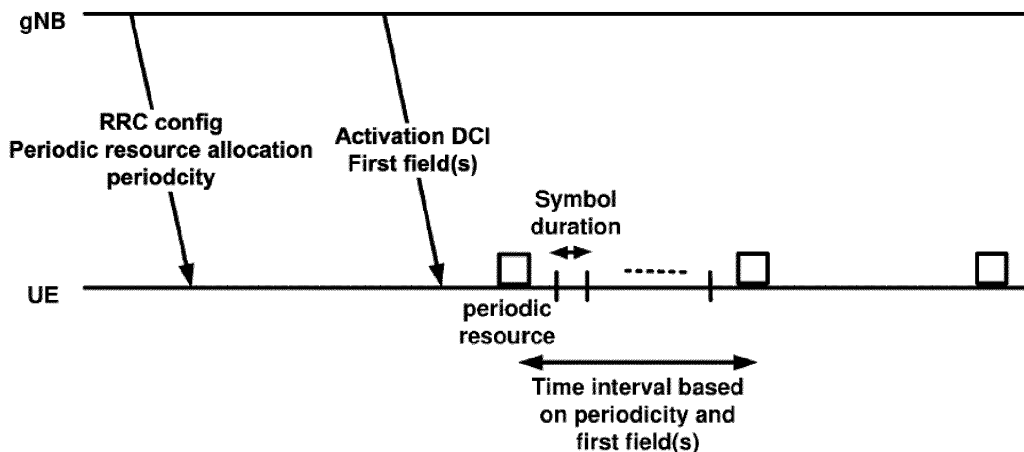 gNB
RRC config
Periodic resource allocation
periodcity
Activation DCI
First field(s)
Symbol
duration
UE
periodic
resource
Time interval based
on periodicity and
first field(s)